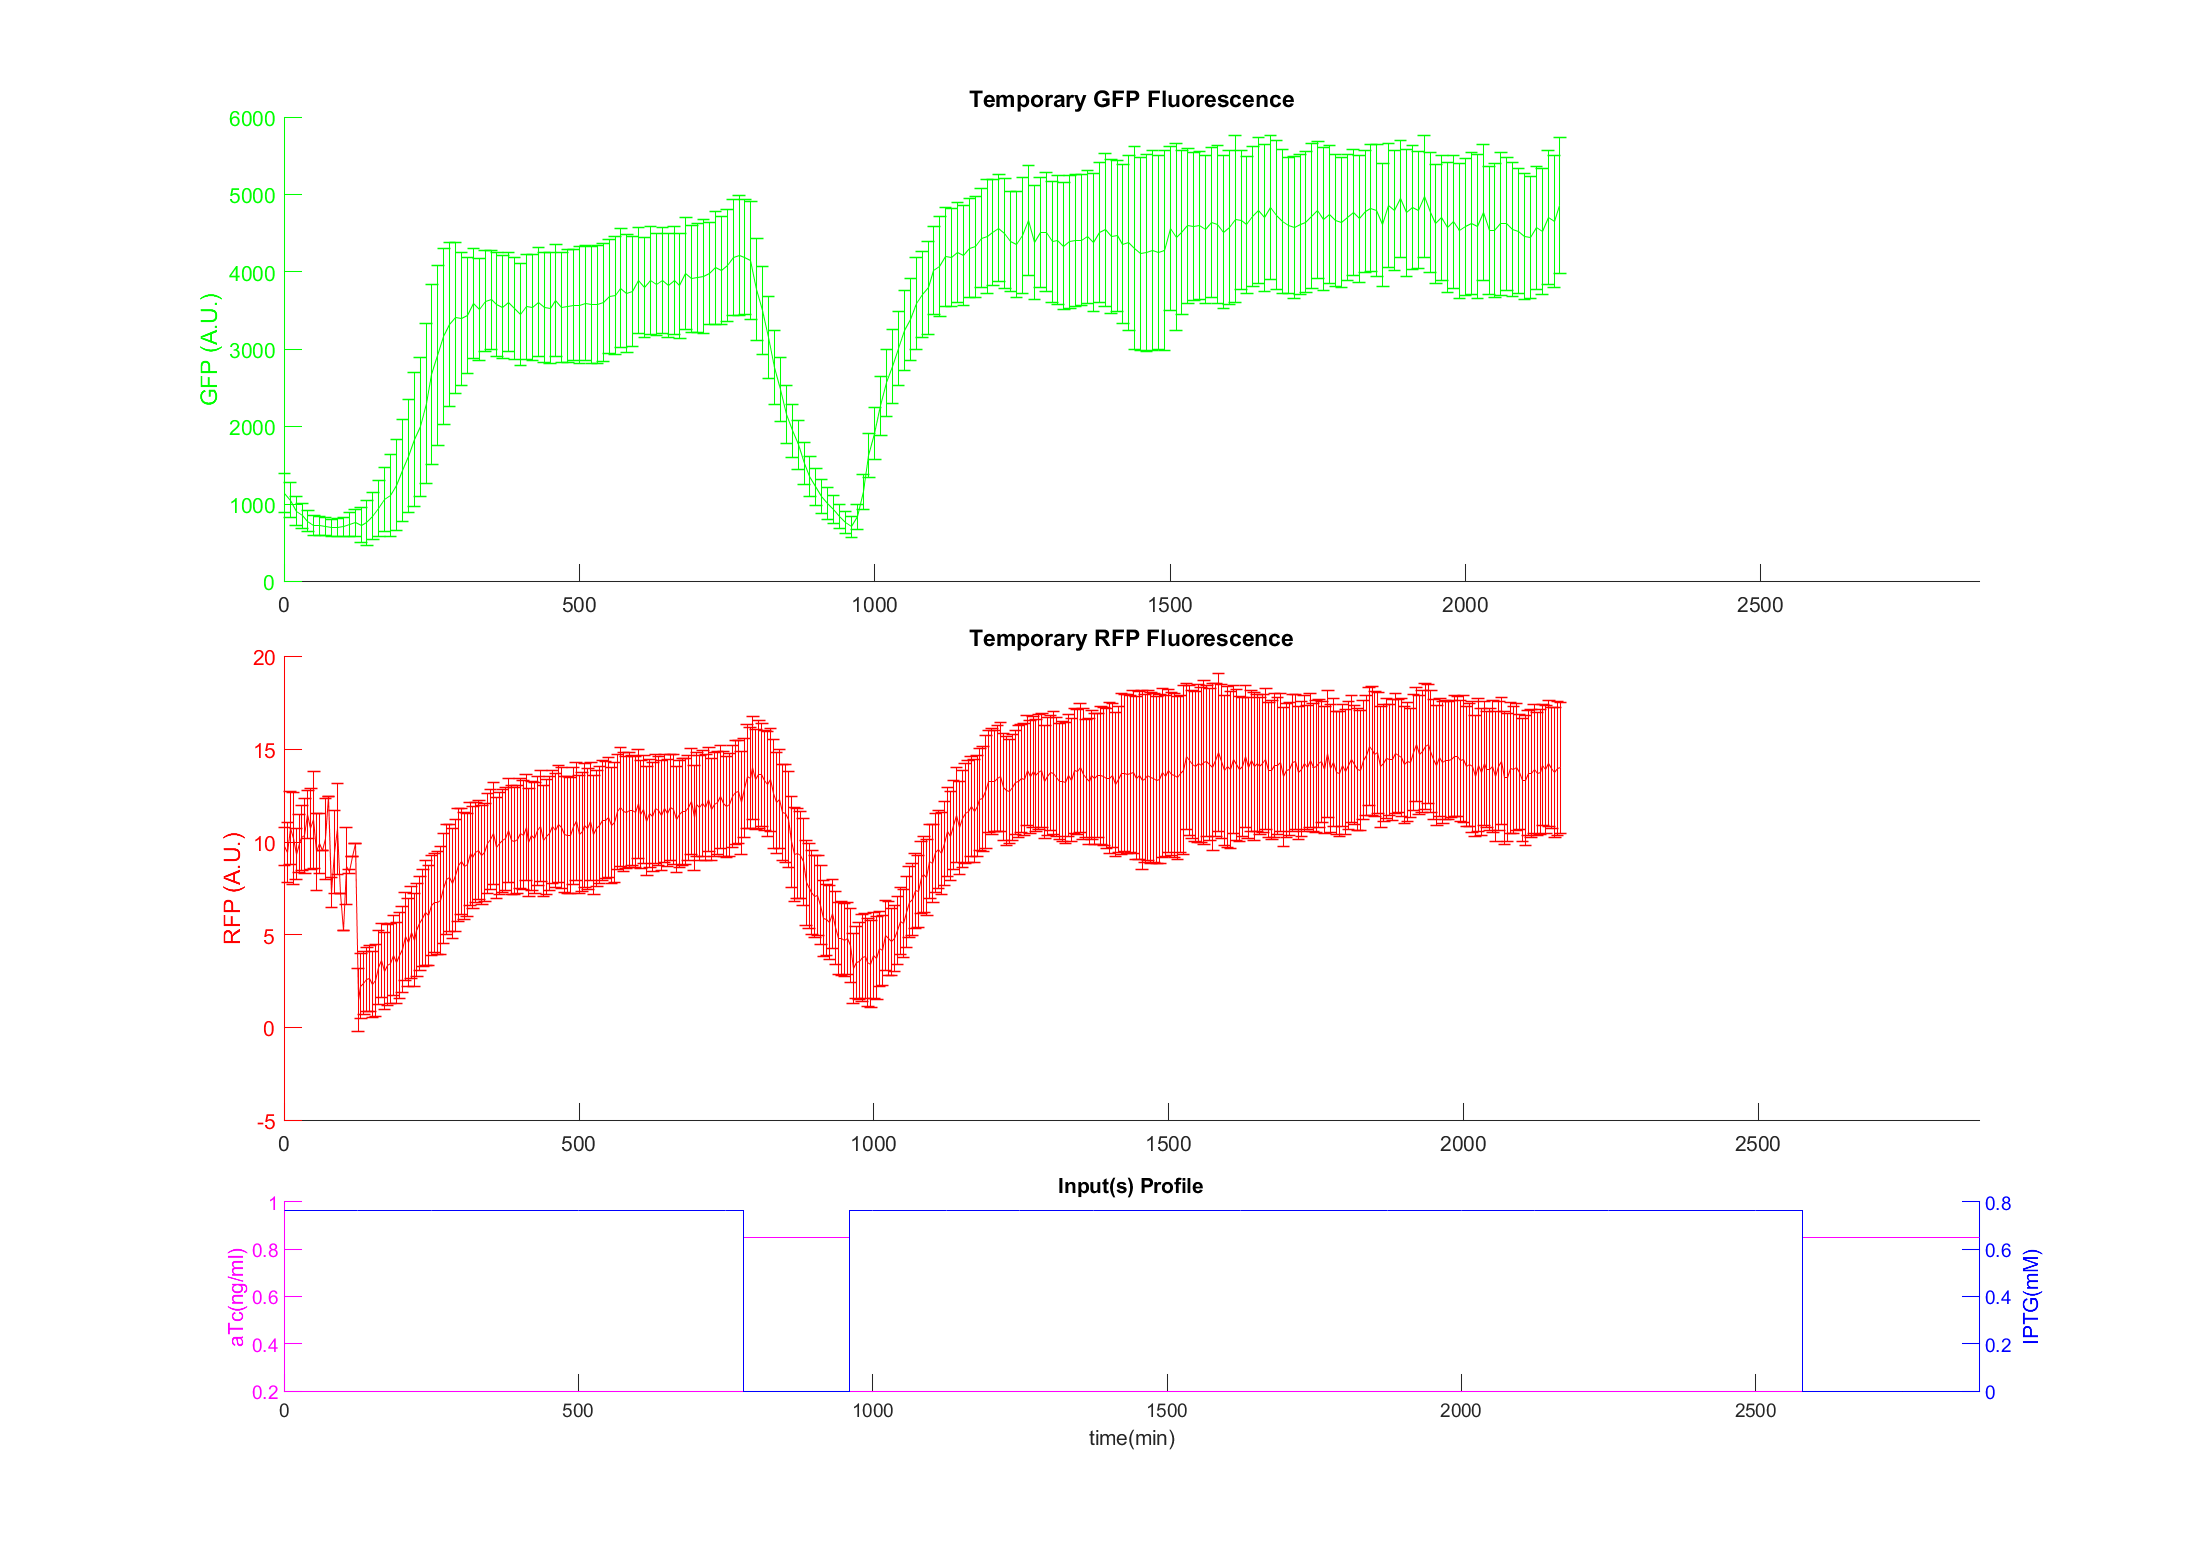 Temporary GFP Fluorescence
6000
5000
4000
3000
2000
1000
0
GFP (A.U.)
0 500 1000 1500 2000 2500
Temporary RFP Fluorescence
20
15
10
5
0
-5
RFP (A.U.)
0 500 1000 1500 2000 2500
Input(s) Profile
1
0.8
0.6
0.4
0.2
aTc(ng/ml)
0.8
0.6
0.4
0.2
0
IPTG(mM)
0 500 1000 1500 2000 2500
time(min)